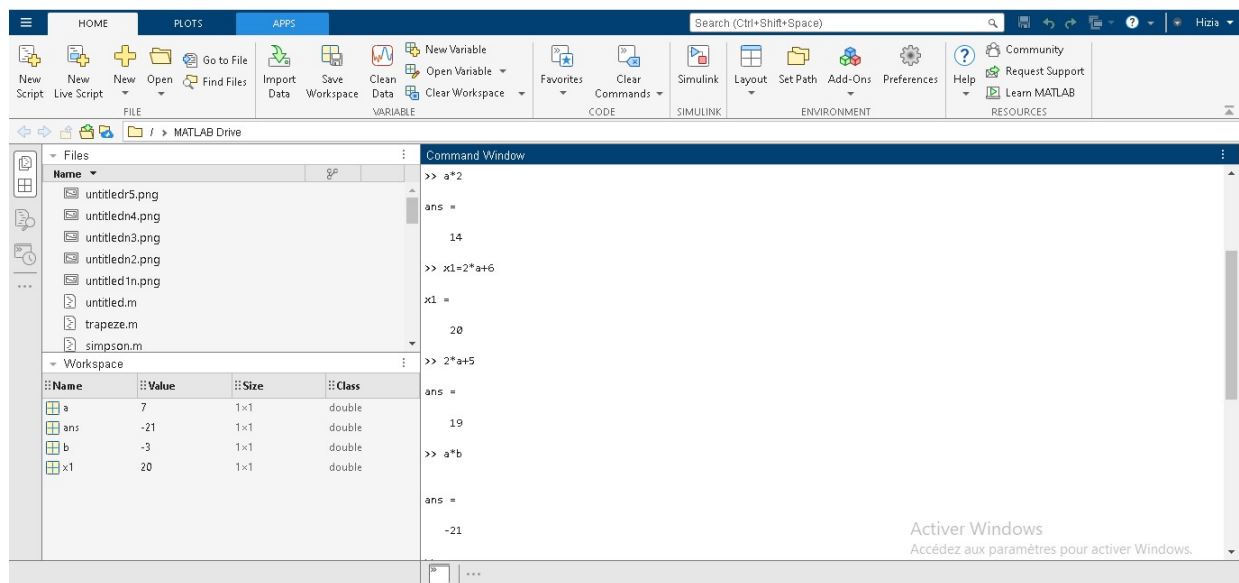 HOME PLOTS APPS Search (Ctrl+Shift+Space) Hizia
New Script
New Live Script
New
Open
Go to File
Find Files
Import Data
Save Workspace
Clean Data
New Variable
Open Variable
Clear Workspace
Favorites
Clear Commands
Simulink
Layout
Set Path
Add-Ons
Preferences
Help
Community
Request Support
Learn MATLAB
FILE VARIABLE CODE SIMULINK ENVIRONMENT RESOURCES
/ > MATLAB Drive
Files
Name
untitledr5.png
untitledn4.png
untitledn3.png
untitledn2.png
untitled1n.png
untitled.m
trapeze.m
simpson.m
Workspace
Name Value Size Class
a 7 1×1 double
ans -21 1×1 double
b -3 1×1 double
x1 20 1×1 double
Command Window
>> a*2
ans =
14
>> x1=2*a+6
x1 =
20
>> 2*a+5
ans =
19
>> a*b
ans =
-21
Activer Windows
Accédez aux paramètres pour activer Windows.